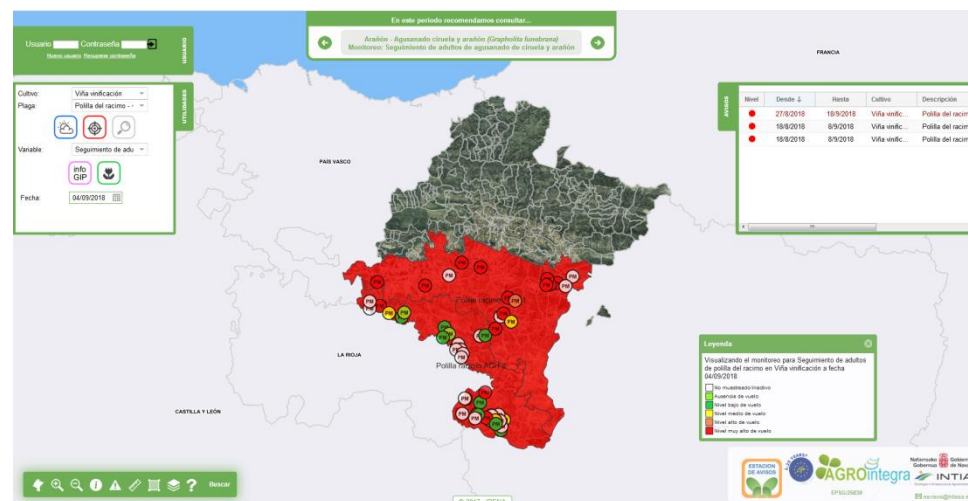 En este periodo recomendamos consultar...
Arañón - Agusanado ciruela y arañón (Grapholita funebrana)
Monitoreo: Seguimiento de adultos de agusanado de ciruela y arañón
Usuario Contraseña
Nuevo usuario Recuperar contraseña
USUARIO
UTILIDADES
Cultivo: Viña vinificación
Plaga: Polilla del racimo - -
Variable: Seguimiento de adu
info
GIP
Fecha: 04/09/2018
AVISOS
Nivel Desde ↓ Hasta Cultivo Descripción
27/8/2018 18/9/2018 Viña vinific... Polilla del racim
18/8/2018 8/9/2018 Viña vinific... Polilla del racim
18/8/2018 8/9/2018 Viña vinific... Polilla del racim
FRANCIA
PAÍS VASCO
LA RIOJA
CASTILLA Y LEÓN
Polilla racimo
Polilla
PM
Leyenda
Visualizando el monitoreo para Seguimiento de adultos
de polilla del racimo en Viña vinificación a fecha
04/09/2018
No muestreado/Inactivo
Ausencia de vuelo
Nivel bajo de vuelo
Nivel medio de vuelo
Nivel alto de vuelo
Nivel muy alto de vuelo
Buscar
ESTACION
DE AVISOS
AGROintegra
INTIA